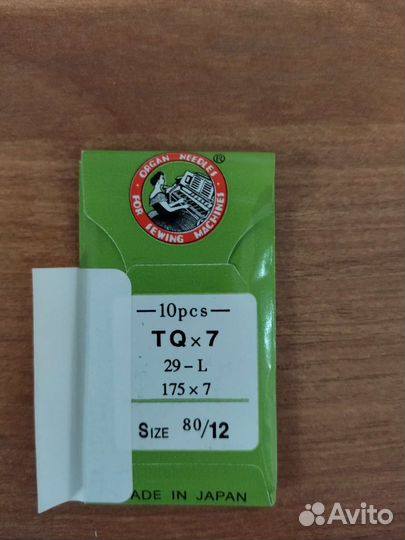 ORGAN NEEDLES
®
FOR SEWING MACHINES
—10pcs—
TQ×7
29-L
175×7
SIZE 80/12
ADE IN JAPAN
Avito